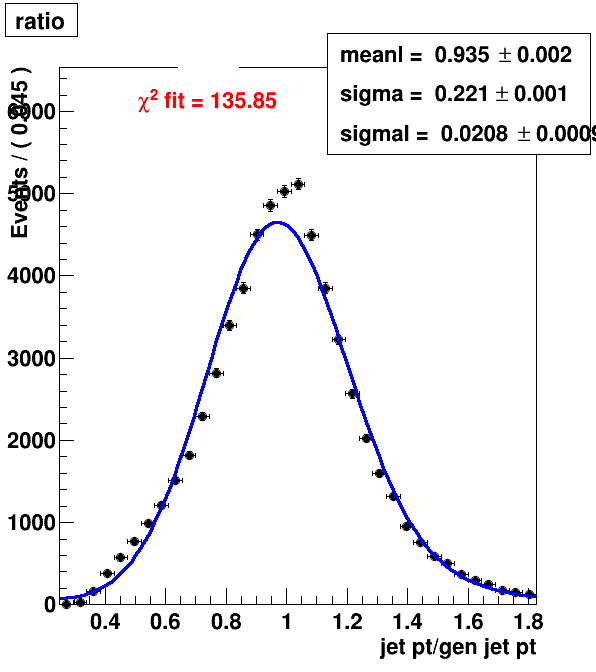 ratio
meanl = 0.935 ± 0.002
sigma = 0.221 ± 0.001
sigmal = 0.0208 ± 0.0009
χ² fit = 135.85
Events / ( 0.045 )
6000
5000
4000
3000
2000
1000
0
0.4 0.6 0.8 1 1.2 1.4 1.6 1.8
jet pt/gen jet pt